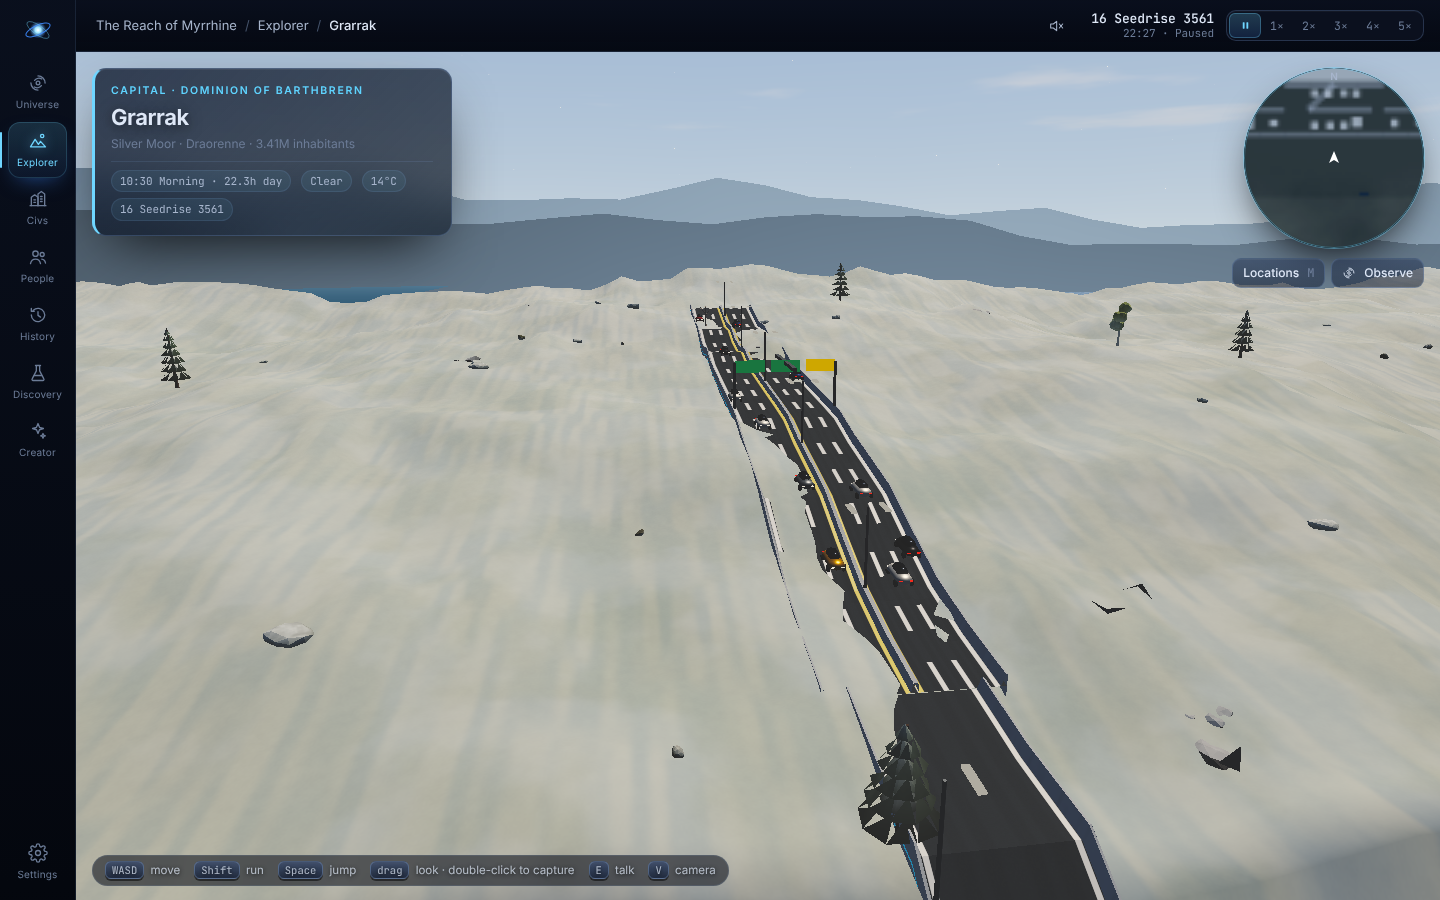 The Reach of Myrrhine / Explorer / Grarrak
16 Seedrise 3561
22:27 · Paused
1× 2× 3× 4× 5×
Universe
Explorer
Civs
People
History
Discovery
Creator
Settings
CAPITAL · DOMINION OF BARTHBRERN
Grarrak
Silver Moor · Draorenne · 3.41M inhabitants
10:30 Morning · 22.3h day
Clear
14°C
16 Seedrise 3561
N
Locations M
Observe
WASD move Shift run Space jump drag look · double-click to capture E talk V camera